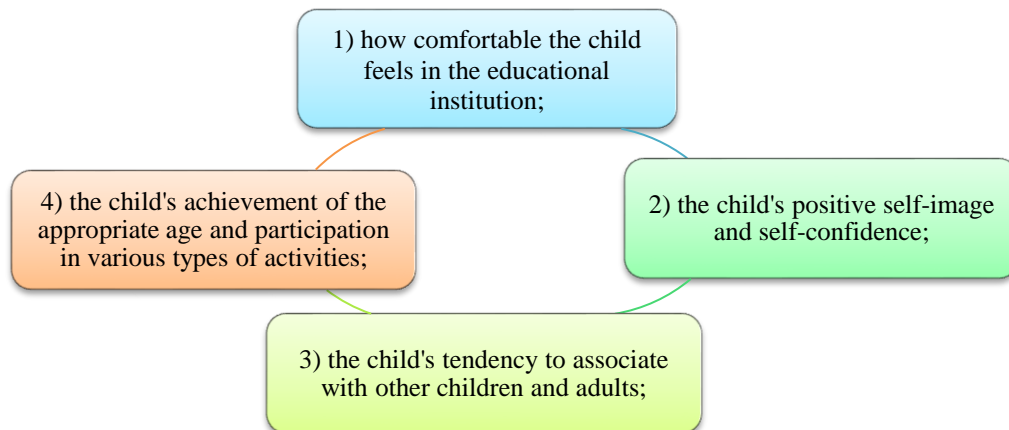 1) how comfortable the child
feels in the educational
institution;
2) the child's positive self-image
and self-confidence;
3) the child's tendency to associate
with other children and adults;
4) the child's achievement of the
appropriate age and participation
in various types of activities;